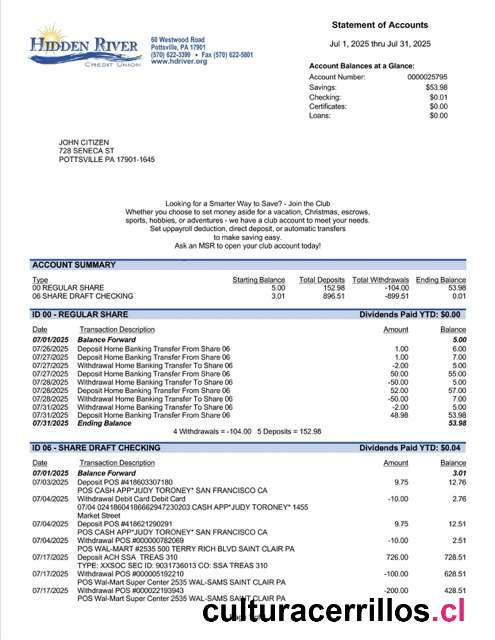 HIDDEN RIVER
CREDIT UNION
60 Westwood Road
Pottsville, PA 17901
(570) 622-3399 • Fax (570) 622-5801
www.hdriver.org
Statement of Accounts
Jul 1, 2025 thru Jul 31, 2025
Account Balances at a Glance:
Account Number: 0000025795
Savings: $53.98
Checking: $0.01
Certificates: $0.00
Loans: $0.00
JOHN CITIZEN
728 SENECA ST
POTTSVILLE PA 17901-1645
Looking for a Smarter Way to Save? - Join the Club
Whether you choose to set money aside for a vacation, Christmas, escrows,
sports, hobbies, or adventures - we have a club account to meet your needs.
Set uppayroll deduction, direct deposit, or automatic transfers
to make saving easy.
Ask an MSR to open your club account today!
ACCOUNT SUMMARY
Type Starting Balance Total Deposits Total Withdrawals Ending Balance
00 REGULAR SHARE 5.00 152.98 -104.00 53.98
06 SHARE DRAFT CHECKING 3.01 896.51 -899.51 0.01
ID 00 - REGULAR SHARE Dividends Paid YTD: $0.00
Date Transaction Description Amount Balance
07/01/2025 Balance Forward 5.00
07/26/2025 Deposit Home Banking Transfer From Share 06 1.00 6.00
07/27/2025 Deposit Home Banking Transfer From Share 06 1.00 7.00
07/27/2025 Withdrawal Home Banking Transfer To Share 06 -2.00 5.00
07/27/2025 Deposit Home Banking Transfer From Share 06 50.00 55.00
07/28/2025 Withdrawal Home Banking Transfer To Share 06 -50.00 5.00
07/28/2025 Deposit Home Banking Transfer From Share 06 52.00 57.00
07/28/2025 Withdrawal Home Banking Transfer To Share 06 -50.00 7.00
07/31/2025 Withdrawal Home Banking Transfer To Share 06 -2.00 5.00
07/31/2025 Deposit Home Banking Transfer From Share 06 48.98 53.98
07/31/2025 Ending Balance 53.98
4 Withdrawals = -104.00 5 Deposits = 152.98
ID 06 - SHARE DRAFT CHECKING Dividends Paid YTD: $0.04
Date Transaction Description Amount Balance
07/01/2025 Balance Forward 3.01
07/03/2025 Deposit POS #418603307180 9.75 12.76
POS CASH APP*JUDY TORONEY* SAN FRANCISCO CA
07/04/2025 Withdrawal Debit Card Debit Card -10.00 2.76
07/04 02418604186662947230203 CASH APP*JUDY TORONEY* 1455
Market Street
07/04/2025 Deposit POS #418621290291 9.75 12.51
POS CASH APP*JUDY TORONEY* SAN FRANCISCO CA
07/04/2025 Withdrawal POS #000000782069 -10.00 2.51
POS WAL-MART #2535 500 TERRY RICH BLVD SAINT CLAIR PA
07/17/2025 Deposit ACH SSA TREAS 310 726.00 728.51
TYPE: XXSOC SEC ID: 9031736013 CO: SSA TREAS 310
07/17/2025 Withdrawal POS #000005192210 -100.00 628.51
POS Wal-Mart Super Center 2535 WAL-SAMS SAINT CLAIR PA
07/17/2025 Withdrawal POS #000022193943 -200.00 428.51
POS Wal-Mart Super Center 2535 WAL-SAMS SAINT CLAIR PA
culturacerrillos.cl